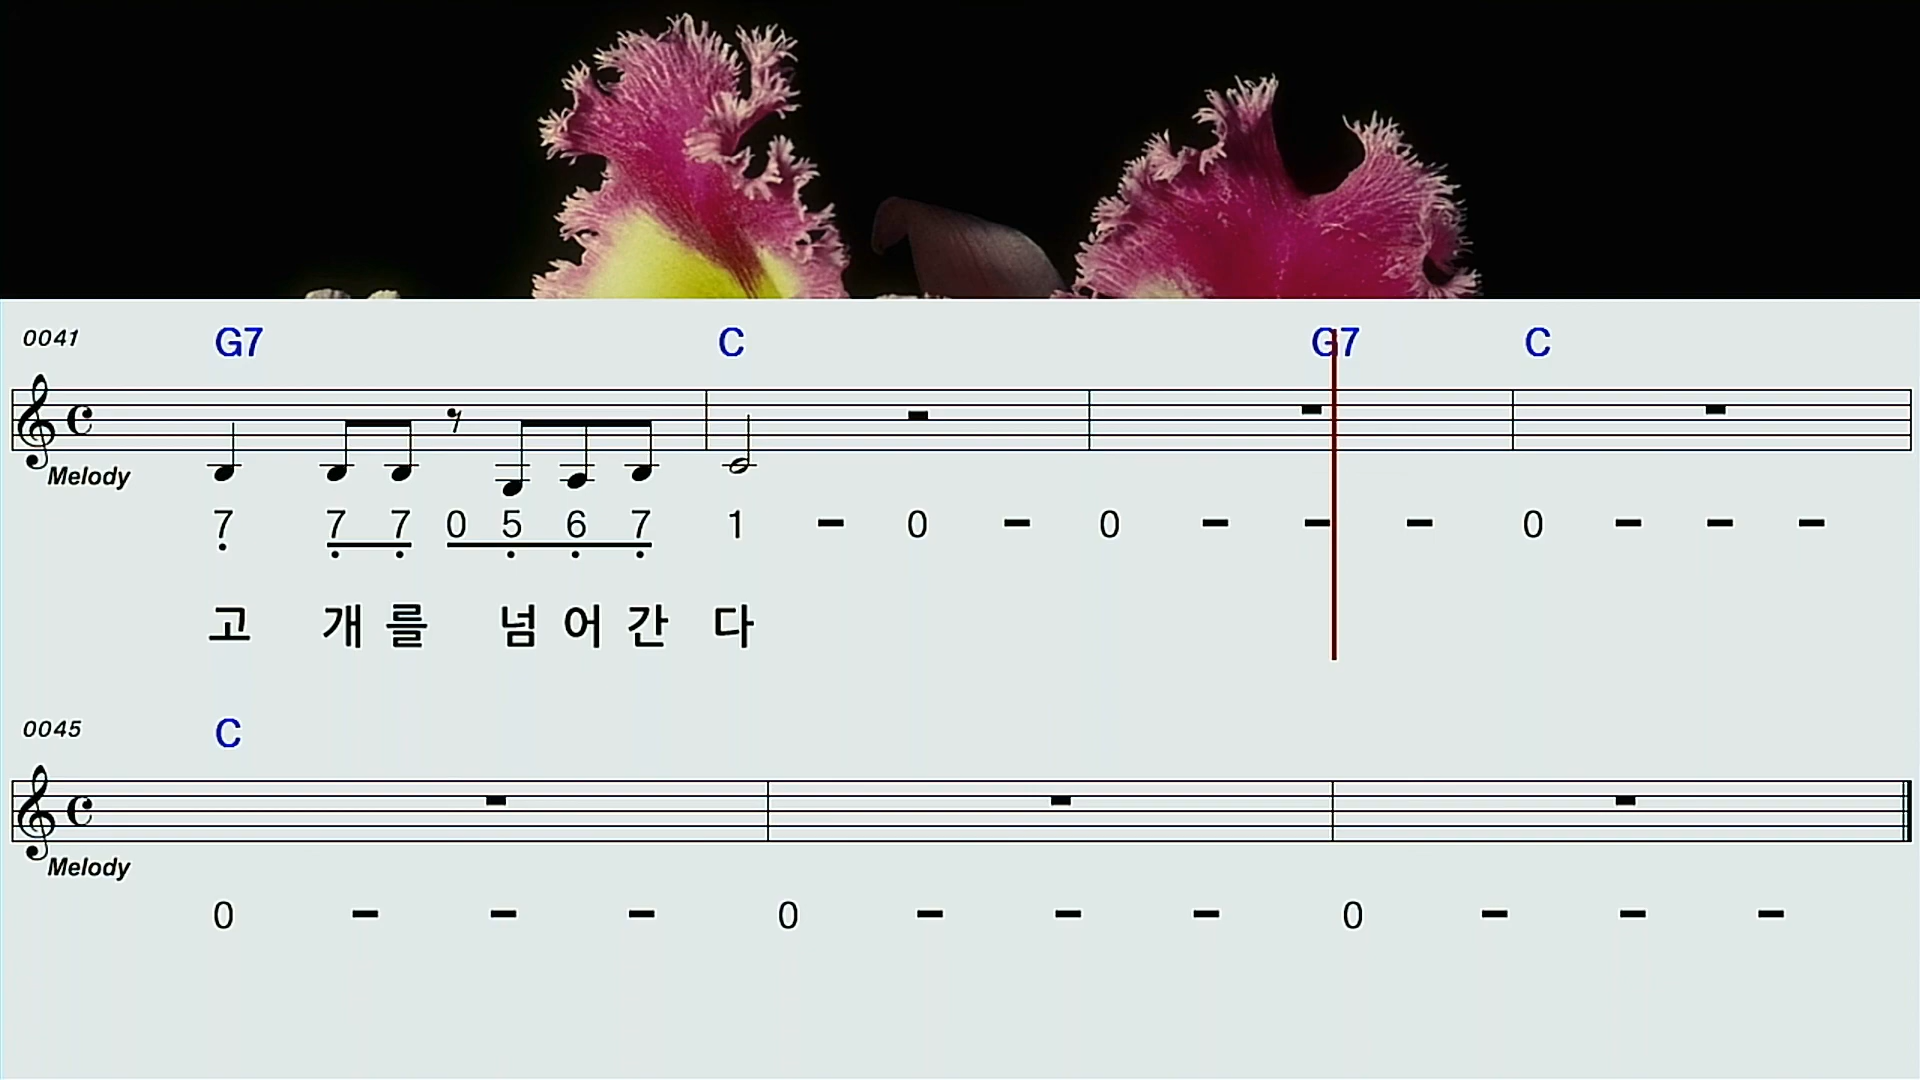 0041 G7 C G7 C
Melody
7 7 7 0 5 6 7 1 - 0 - 0 - - - 0 - - -
고 개 를 넘 어 간 다
0045 C
Melody
0 - - - 0 - - - 0 - - -